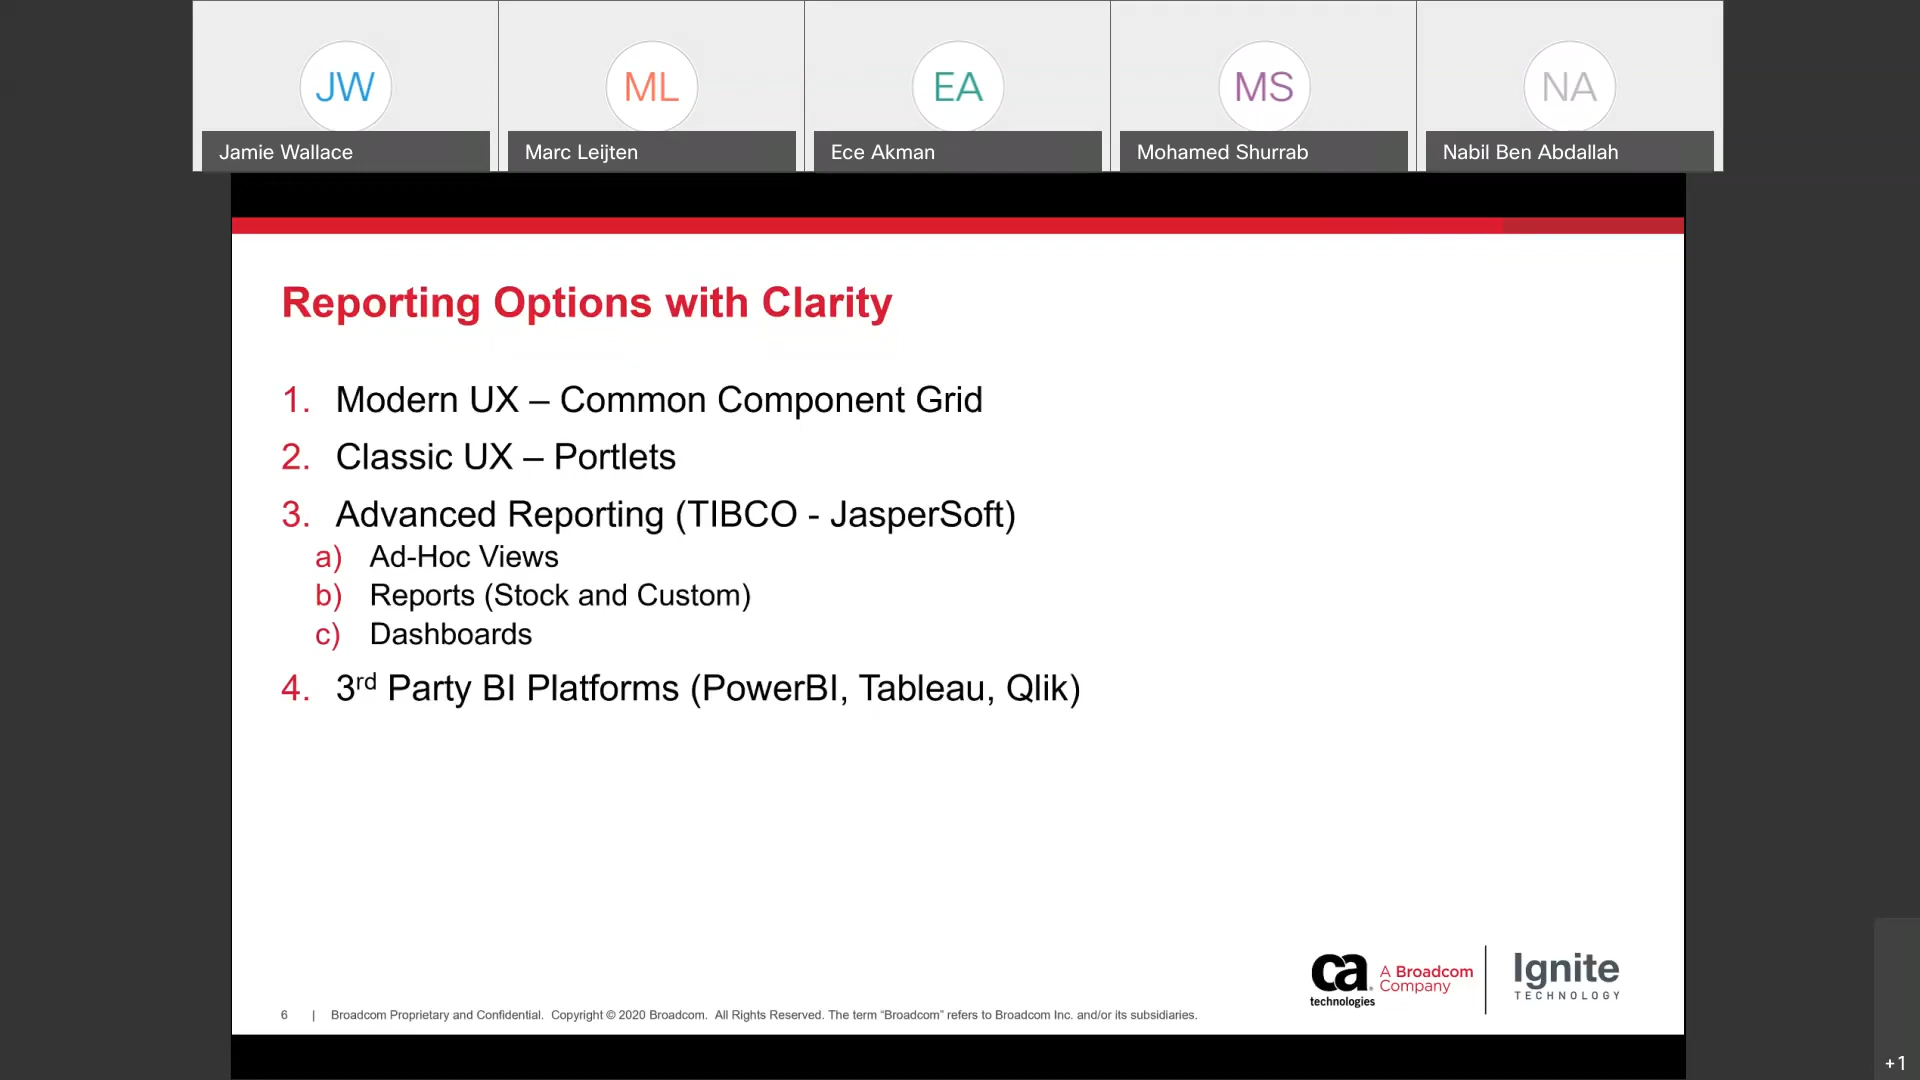 JW
ML
EA
MS
NA
Jamie Wallace
Marc Leijten
Ece Akman
Mohamed Shurrab
Nabil Ben Abdallah
Reporting Options with Clarity
1. Modern UX – Common Component Grid
2. Classic UX – Portlets
3. Advanced Reporting (TIBCO - JasperSoft)
a) Ad-Hoc Views
b) Reports (Stock and Custom)
c) Dashboards
4. 3rd Party BI Platforms (PowerBI, Tableau, Qlik)
ca technologies
A Broadcom
Company
Ignite
TECHNOLOGY
6 | Broadcom Proprietary and Confidential. Copyright © 2020 Broadcom. All Rights Reserved. The term “Broadcom” refers to Broadcom Inc. and/or its subsidiaries.
+1